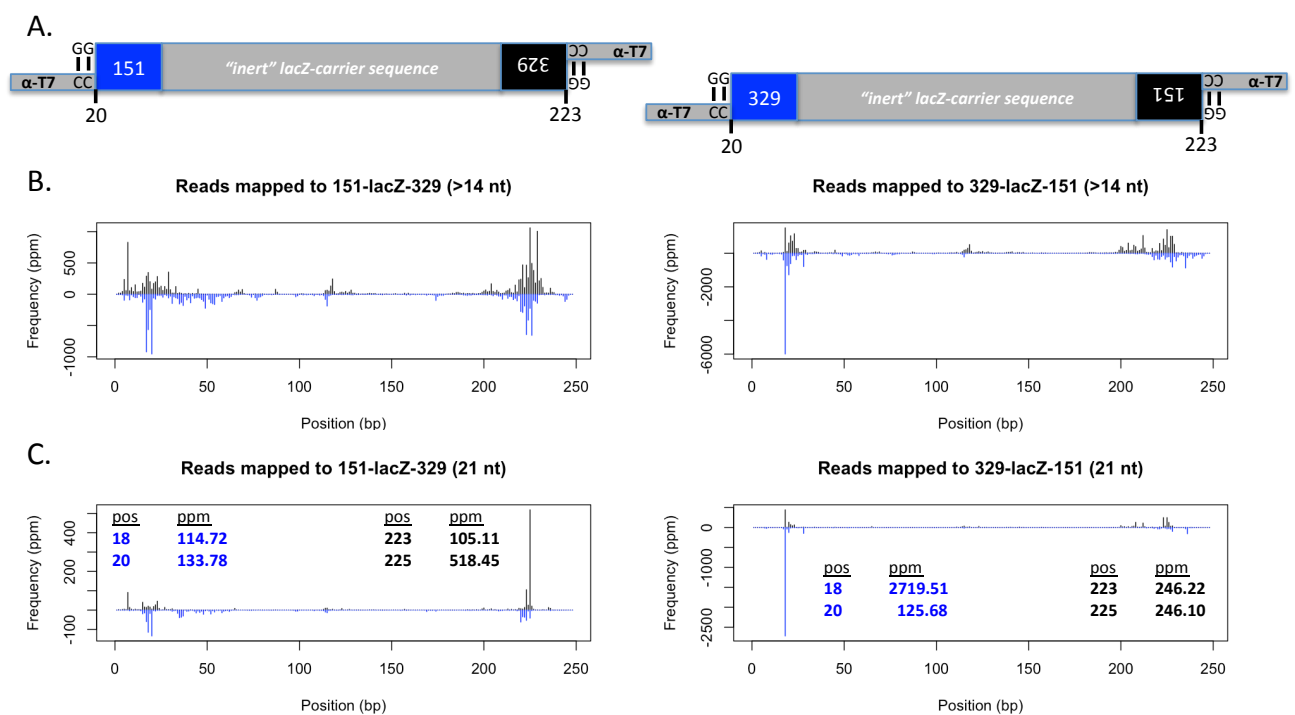 A.
GG
CC
α-T7
151
"inert" lacZ-carrier sequence
329
CC
GG
α-T7
20
223
GG
CC
α-T7
329
"inert" lacZ-carrier sequence
151
CC
GG
α-T7
20
223
B.
Reads mapped to 151-lacZ-329 (>14 nt)
Frequency (ppm)
500
0
-1000
0 50 100 150 200 250
Position (bp)
Reads mapped to 329-lacZ-151 (>14 nt)
Frequency (ppm)
-2000
-6000
0 50 100 150 200 250
Position (bp)
C.
Reads mapped to 151-lacZ-329 (21 nt)
Frequency (ppm)
400
200
-100
pos ppm pos ppm
18 114.72 223 105.11
20 133.78 225 518.45
0 50 100 150 200 250
Position (bp)
Reads mapped to 329-lacZ-151 (21 nt)
Frequency (ppm)
0
-1000
-2500
pos ppm pos ppm
18 2719.51 223 246.22
20 125.68 225 246.10
0 50 100 150 200 250
Position (bp)